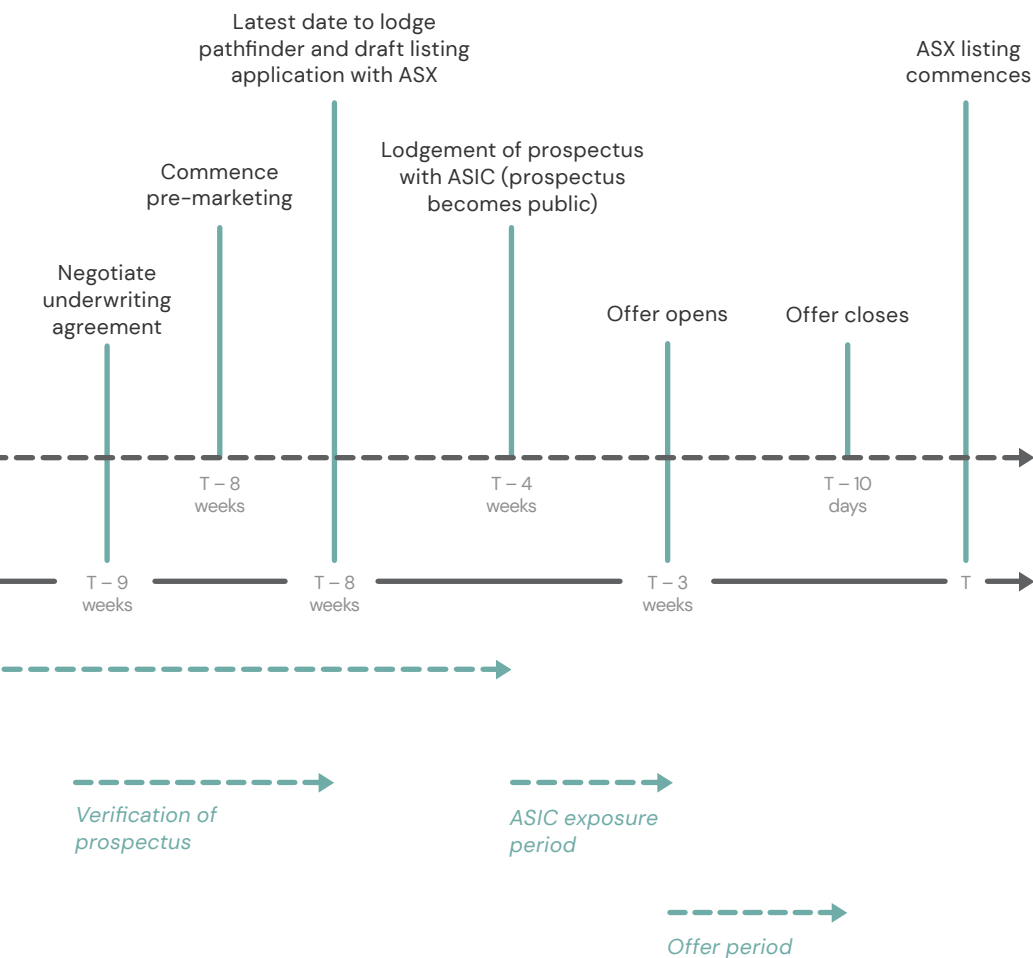 Latest date to lodge
pathfinder and draft listing
application with ASX
ASX listing
commences
Lodgement of prospectus
with ASIC (prospectus
becomes public)
Commence
pre-marketing
Negotiate
underwriting
agreement
Offer opens
Offer closes
T – 8
weeks
T – 4
weeks
T – 10
days
T – 9
weeks
T – 8
weeks
T – 3
weeks
T
Verification of
prospectus
ASIC exposure
period
Offer period